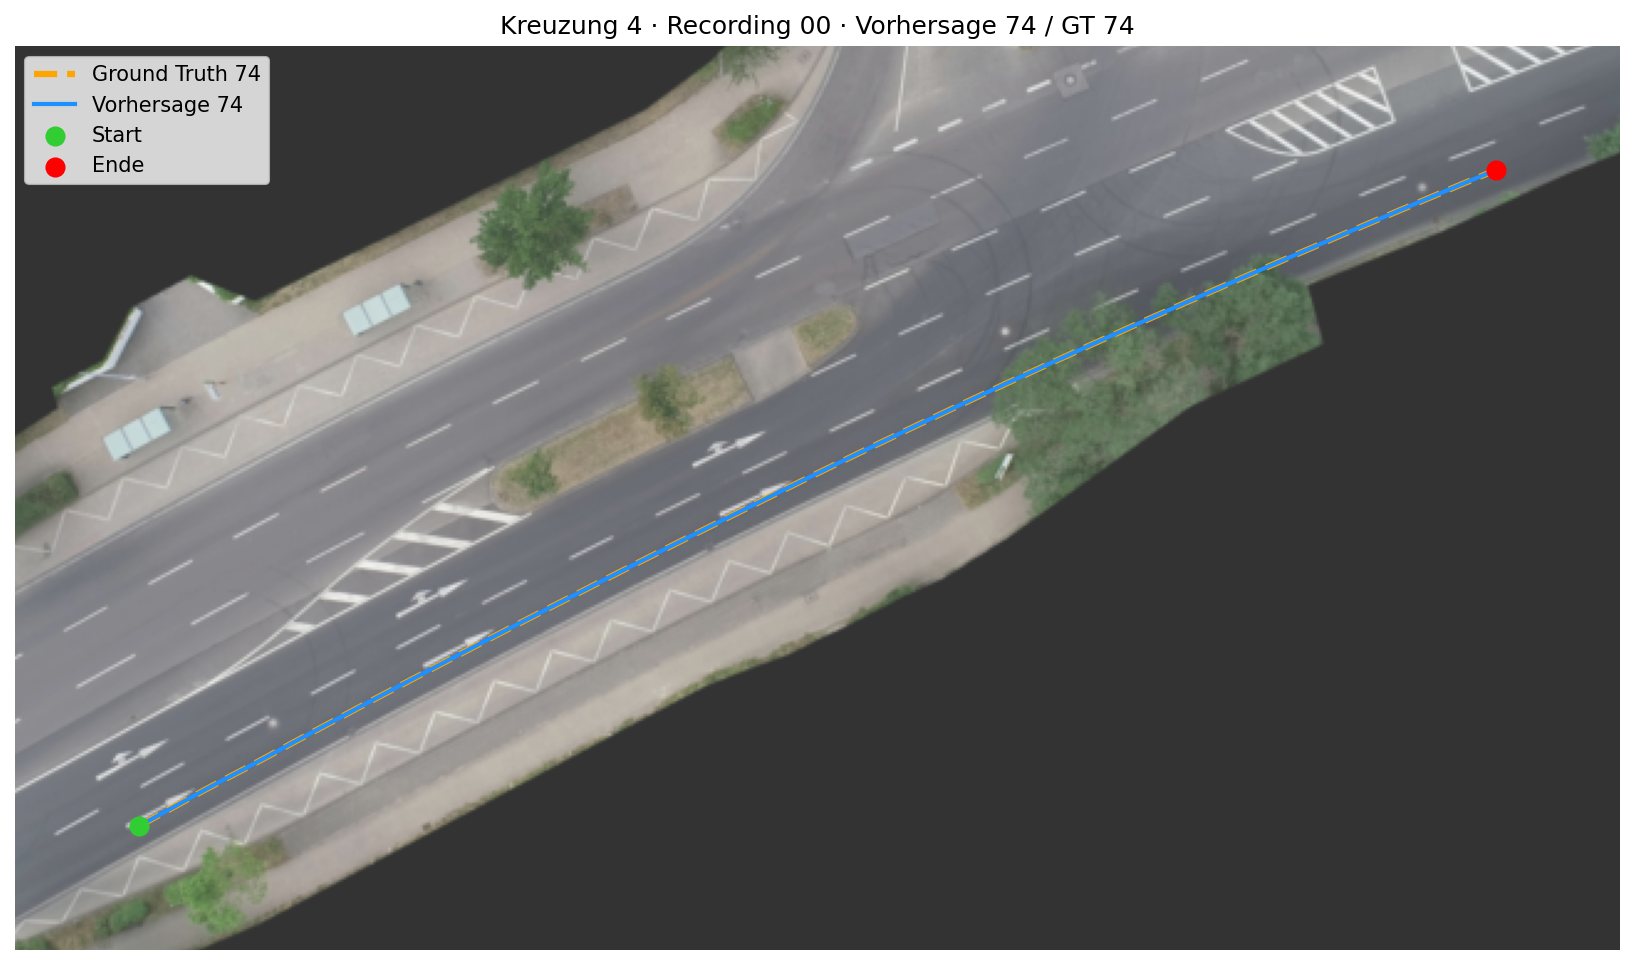 Kreuzung 4 · Recording 00 · Vorhersage 74 / GT 74
Ground Truth 74
Vorhersage 74
Start
Ende